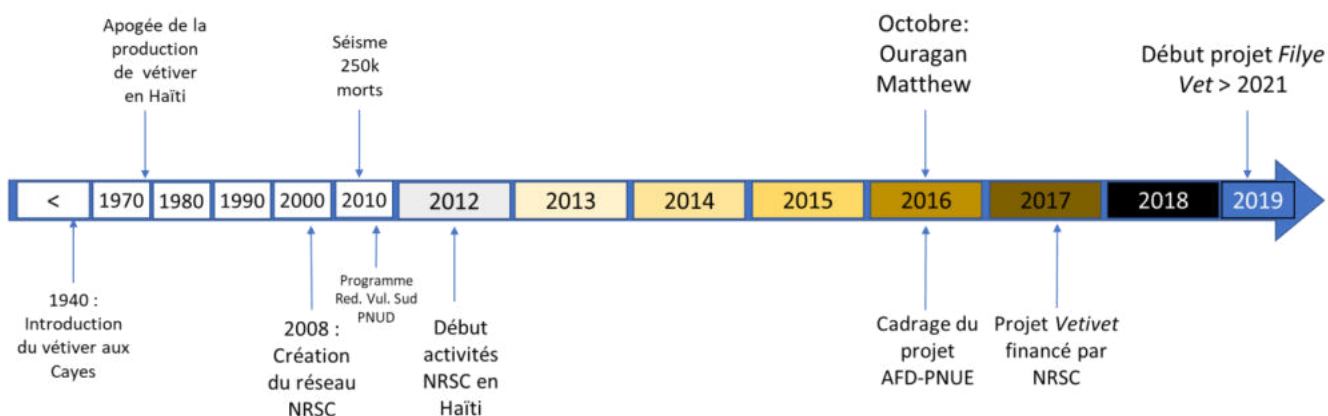 Apogée de la
production
de vétiver
en Haïti
Séisme
250k
morts
Octobre:
Ouragan
Matthew
Début projet Filye
Vet > 2021
< 1970 1980 1990 2000 2010 2012 2013 2014 2015 2016 2017 2018 2019
1940 :
Introduction
du vétiver aux
Cayes
2008 :
Création
du réseau
NRSC
Programme
Red. Vul. Sud
PNUD
Début
activités
NRSC en
Haïti
Cadrage du
projet
AFD-PNUE
Projet Vetivet
financé par
NRSC